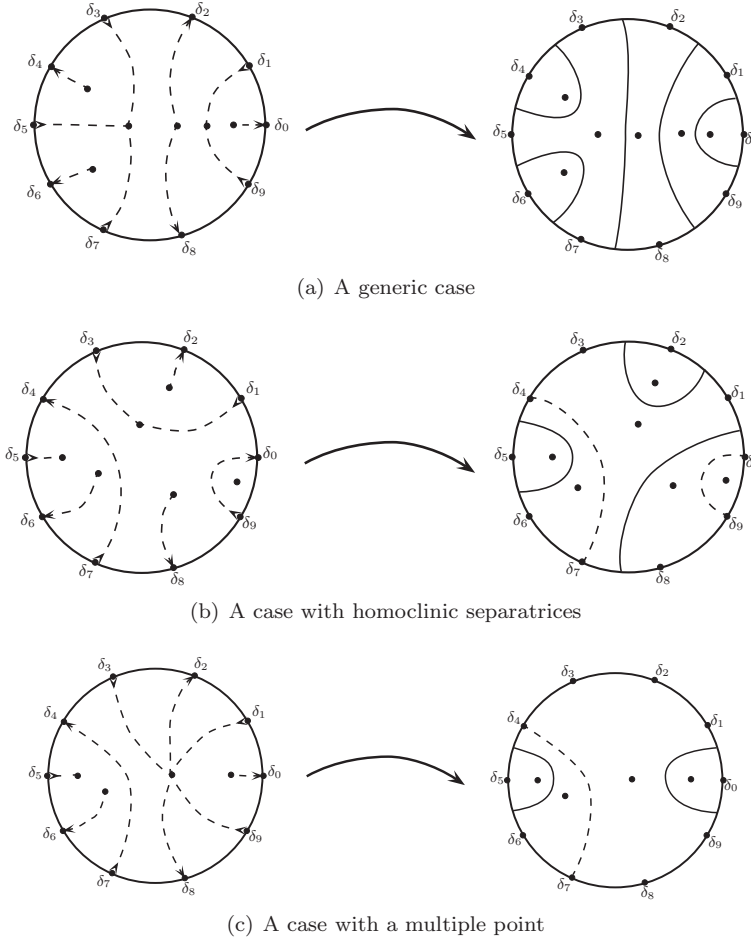 δ₃
δ₂
δ₄
δ₁
δ₅
δ₀
δ₆
δ₉
δ₇
δ₈
δ₃
δ₂
δ₄
δ₁
δ₅
δ
δ₆
δ₉
δ₇
δ₈
(a) A generic case
δ₃
δ₂
δ₄
δ₁
δ₅
δ₀
δ₆
δ₉
δ₇
δ₈
δ₃
δ₂
δ₄
δ₁
δ₅
δ
δ₆
δ₉
δ₇
δ₈
(b) A case with homoclinic separatrices
δ₃
δ₂
δ₄
δ₁
δ₅
δ₀
δ₆
δ₉
δ₇
δ₈
δ₃
δ₂
δ₄
δ₁
δ₅
δ₀
δ₆
δ₉
δ₇
δ₈
(c) A case with a multiple point